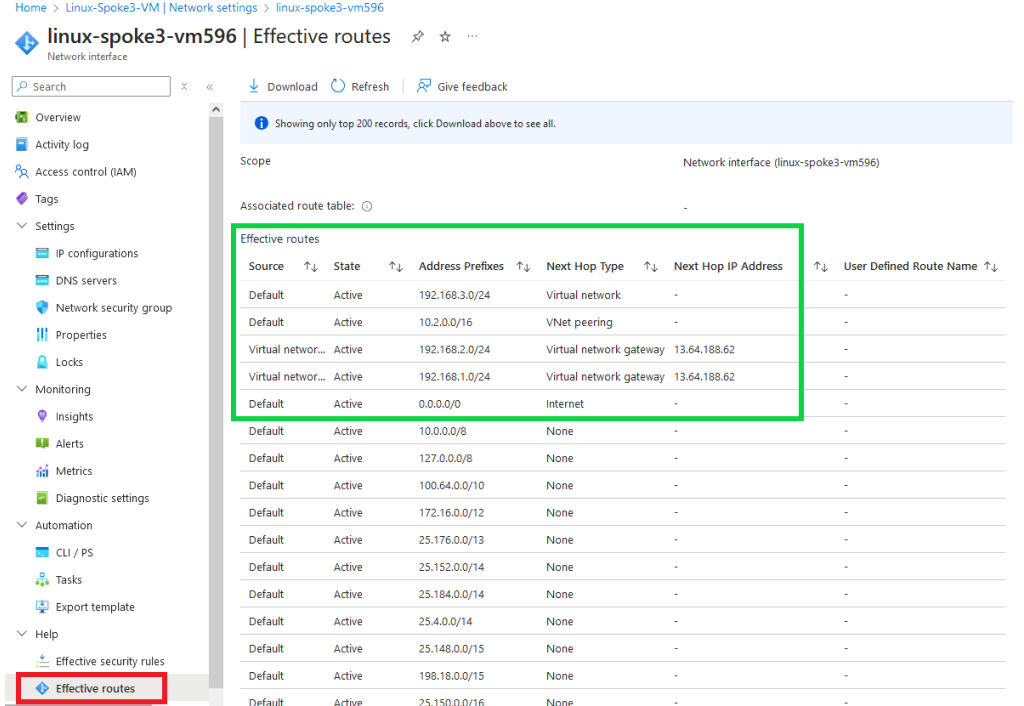 Home > Linux-Spoke3-VM | Network settings > linux-spoke3-vm596
linux-spoke3-vm596 | Effective routes ...
Network interface
Search
Overview
Activity log
Access control (IAM)
Tags
Settings
IP configurations
DNS servers
Network security group
Properties
Locks
Monitoring
Insights
Alerts
Metrics
Diagnostic settings
Automation
CLI / PS
Tasks
Export template
Help
Effective security rules
Effective routes
Download Refresh Give feedback
Showing only top 200 records, click Download above to see all.
Scope Network interface (linux-spoke3-vm596)
Associated route table: -
Effective routes
Source State Address Prefixes Next Hop Type Next Hop IP Address User Defined Route Name
Default Active 192.168.3.0/24 Virtual network - -
Default Active 10.2.0.0/16 VNet peering - -
Virtual networ... Active 192.168.2.0/24 Virtual network gateway 13.64.188.62 -
Virtual networ... Active 192.168.1.0/24 Virtual network gateway 13.64.188.62 -
Default Active 0.0.0.0/0 Internet - -
Default Active 10.0.0.0/8 None - -
Default Active 127.0.0.0/8 None - -
Default Active 100.64.0.0/10 None - -
Default Active 172.16.0.0/12 None - -
Default Active 25.176.0.0/13 None - -
Default Active 25.152.0.0/14 None - -
Default Active 25.184.0.0/14 None - -
Default Active 25.4.0.0/14 None - -
Default Active 25.148.0.0/15 None - -
Default Active 198.18.0.0/15 None - -
Default Active 25.150.0.0/16 None - -